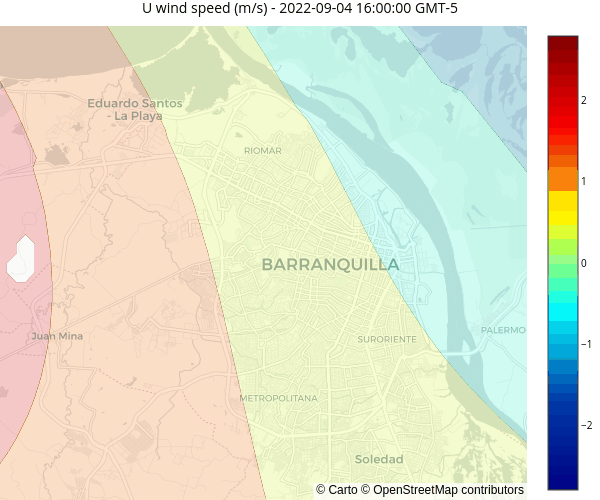 U wind speed (m/s) - 2022-09-04 16:00:00 GMT-5
Eduardo Santos
- La Playa
RIOMAR
BARRANQUILLA
Juan Mina
PALERMO
SURORIENTE
METROPOLITANA
Soledad
© Carto © OpenStreetMap contributors
2
1
0
−1
−2